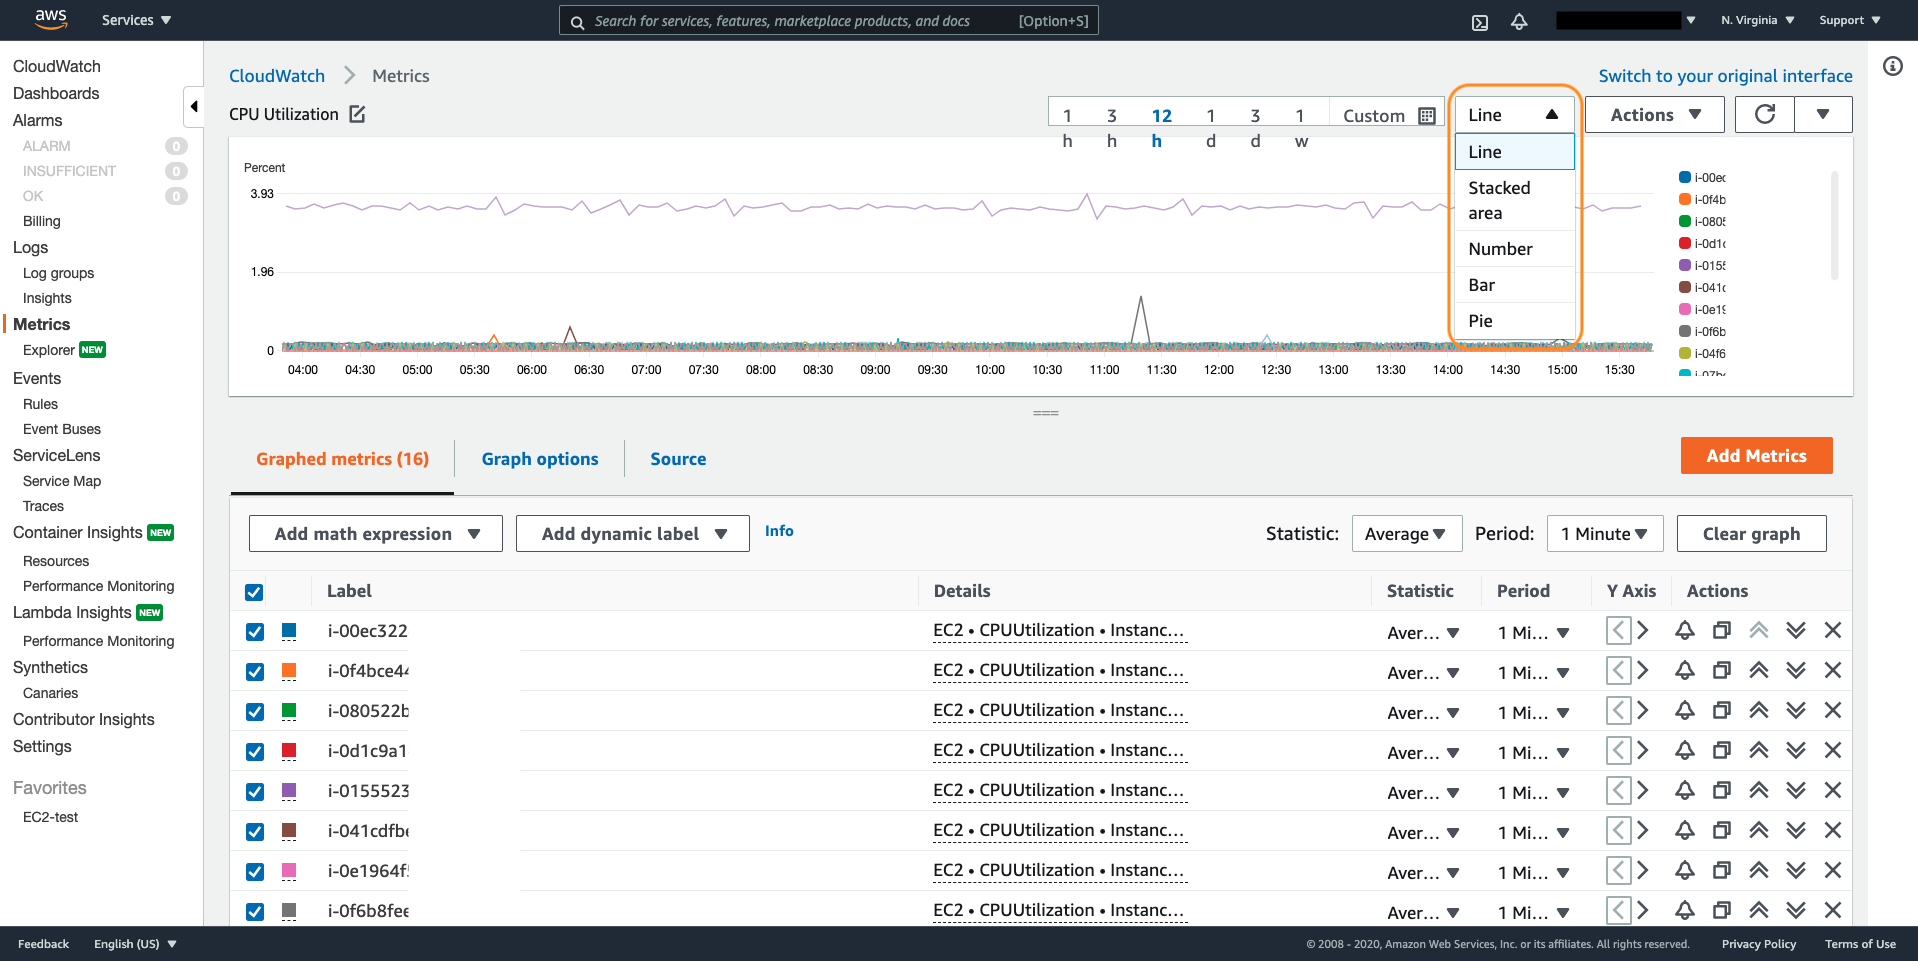 aws
Services
Search for services, features, marketplace products, and docs [Option+S]
N. Virginia
Support
CloudWatch
Dashboards
Alarms
ALARM 0
INSUFFICIENT 0
OK 0
Billing
Logs
Log groups
Insights
Metrics
Explorer NEW
Events
Rules
Event Buses
ServiceLens
Service Map
Traces
Container Insights NEW
Resources
Performance Monitoring
Lambda Insights NEW
Performance Monitoring
Synthetics
Canaries
Contributor Insights
Settings
Favorites
EC2-test
CloudWatch Metrics
Switch to your original interface
CPU Utilization
1h 3h 12h 1d 3d 1w Custom
Line
Actions
Line
Stacked area
Number
Bar
Pie
Percent
3.93
1.96
0
04:00 04:30 05:00 05:30 06:00 06:30 07:00 07:30 08:00 08:30 09:00 09:30 10:00 10:30 11:00 11:30 12:00 12:30 13:00 13:30 14:00 14:30 15:00 15:30
i-00ec
i-0f4b
i-0805
i-0d1c
i-0155
i-041c
i-0e19
i-0f6b
i-04f6
Graphed metrics (16)
Graph options
Source
Add Metrics
Add math expression
Add dynamic label
Info
Statistic: Average
Period: 1 Minute
Clear graph
Label Details Statistic Period Y Axis Actions
i-00ec322 EC2 • CPUUtilization • Instanc... Aver... 1 Mi...
i-0f4bce44 EC2 • CPUUtilization • Instanc... Aver... 1 Mi...
i-080522b EC2 • CPUUtilization • Instanc... Aver... 1 Mi...
i-0d1c9a1 EC2 • CPUUtilization • Instanc... Aver... 1 Mi...
i-0155523 EC2 • CPUUtilization • Instanc... Aver... 1 Mi...
i-041cdfbe EC2 • CPUUtilization • Instanc... Aver... 1 Mi...
i-0e1964f5 EC2 • CPUUtilization • Instanc... Aver... 1 Mi...
i-0f6b8fee EC2 • CPUUtilization • Instanc... Aver... 1 Mi...
Feedback
English (US)
© 2008 - 2020, Amazon Web Services, Inc. or its affiliates. All rights reserved.
Privacy Policy
Terms of Use